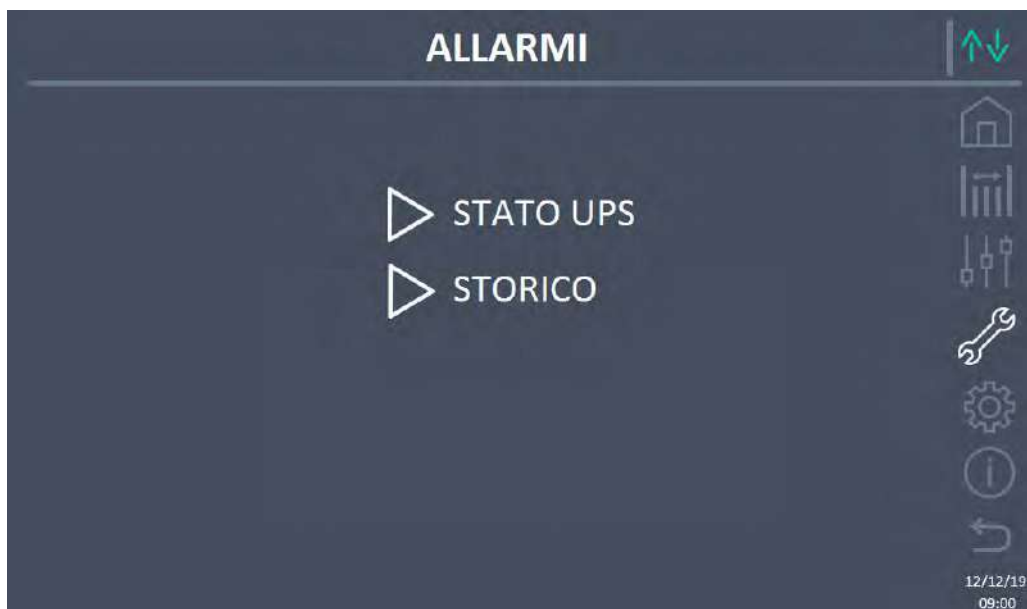 ALLARMI
STATO UPS
STORICO
12/12/19
09:00